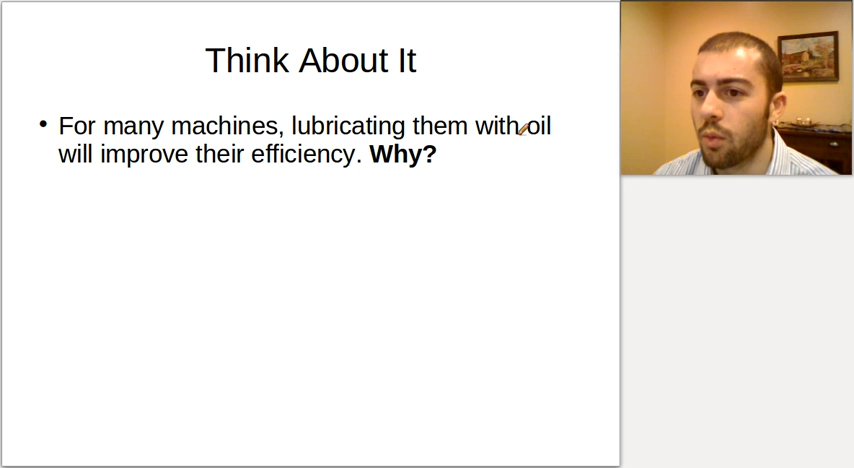 Think About It
• For many machines, lubricating them with oil
will improve their efficiency. Why?